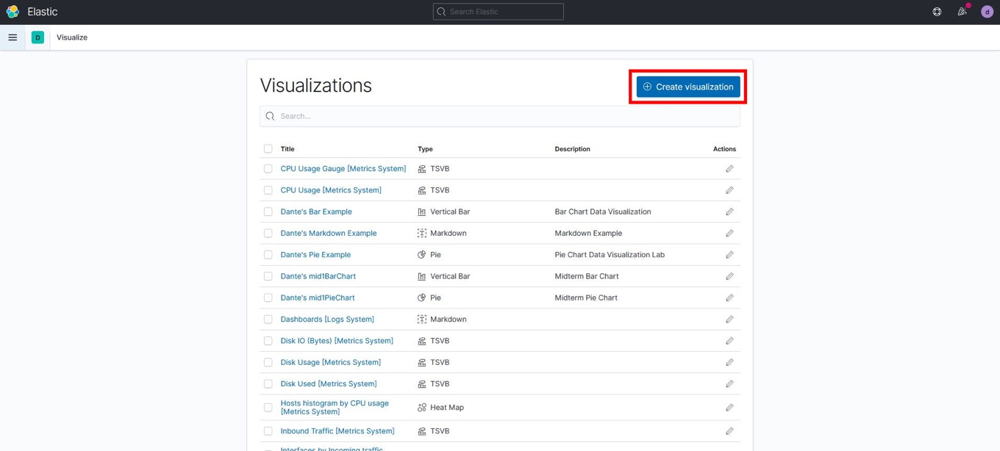 Elastic
Search Elastic
d
D
Visualize
Visualizations
Create visualization
Search...
Title Type Description Actions
CPU Usage Gauge [Metrics System] TSVB
CPU Usage [Metrics System] TSVB
Dante's Bar Example Vertical Bar Bar Chart Data Visualization
Dante's Markdown Example Markdown Markdown Example
Dante's Pie Example Pie Pie Chart Data Visualization Lab
Dante's mid1BarChart Vertical Bar Midterm Bar Chart
Dante's mid1PieChart Pie Midterm Pie Chart
Dashboards [Logs System] Markdown
Disk IO (Bytes) [Metrics System] TSVB
Disk Usage [Metrics System] TSVB
Disk Used [Metrics System] TSVB
Hosts histogram by CPU usage
[Metrics System] Heat Map
Inbound Traffic [Metrics System] TSVB
Interfaces by Incoming traffic